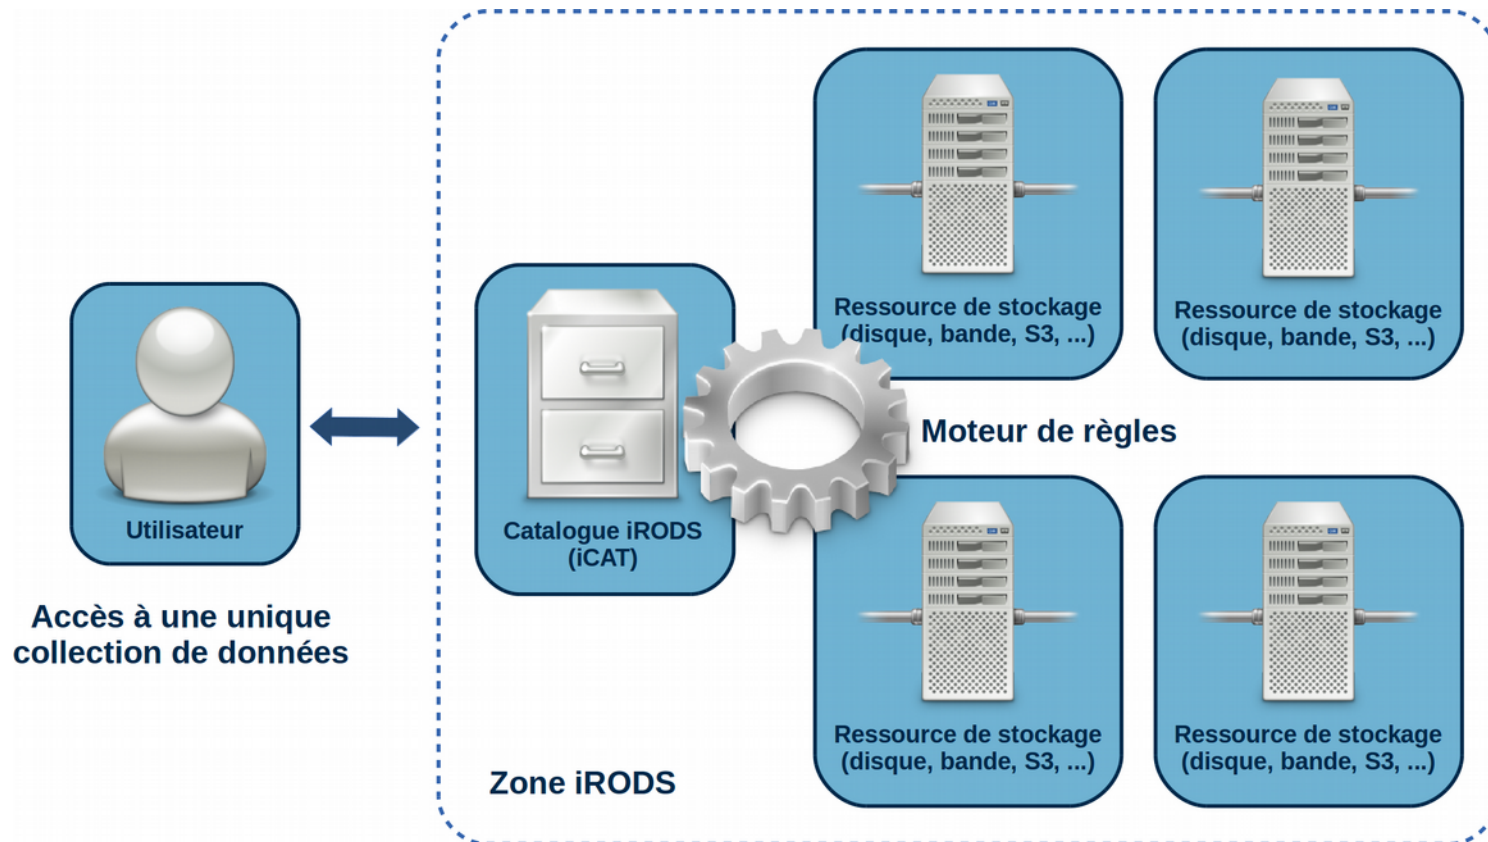 Ressource de stockage
(disque, bande, S3, ...)
Ressource de stockage
(disque, bande, S3, ...)
Utilisateur
Accès à une unique
collection de données
Catalogue iRODS
(iCAT)
Moteur de règles
Ressource de stockage
(disque, bande, S3, ...)
Ressource de stockage
(disque, bande, S3, ...)
Zone iRODS